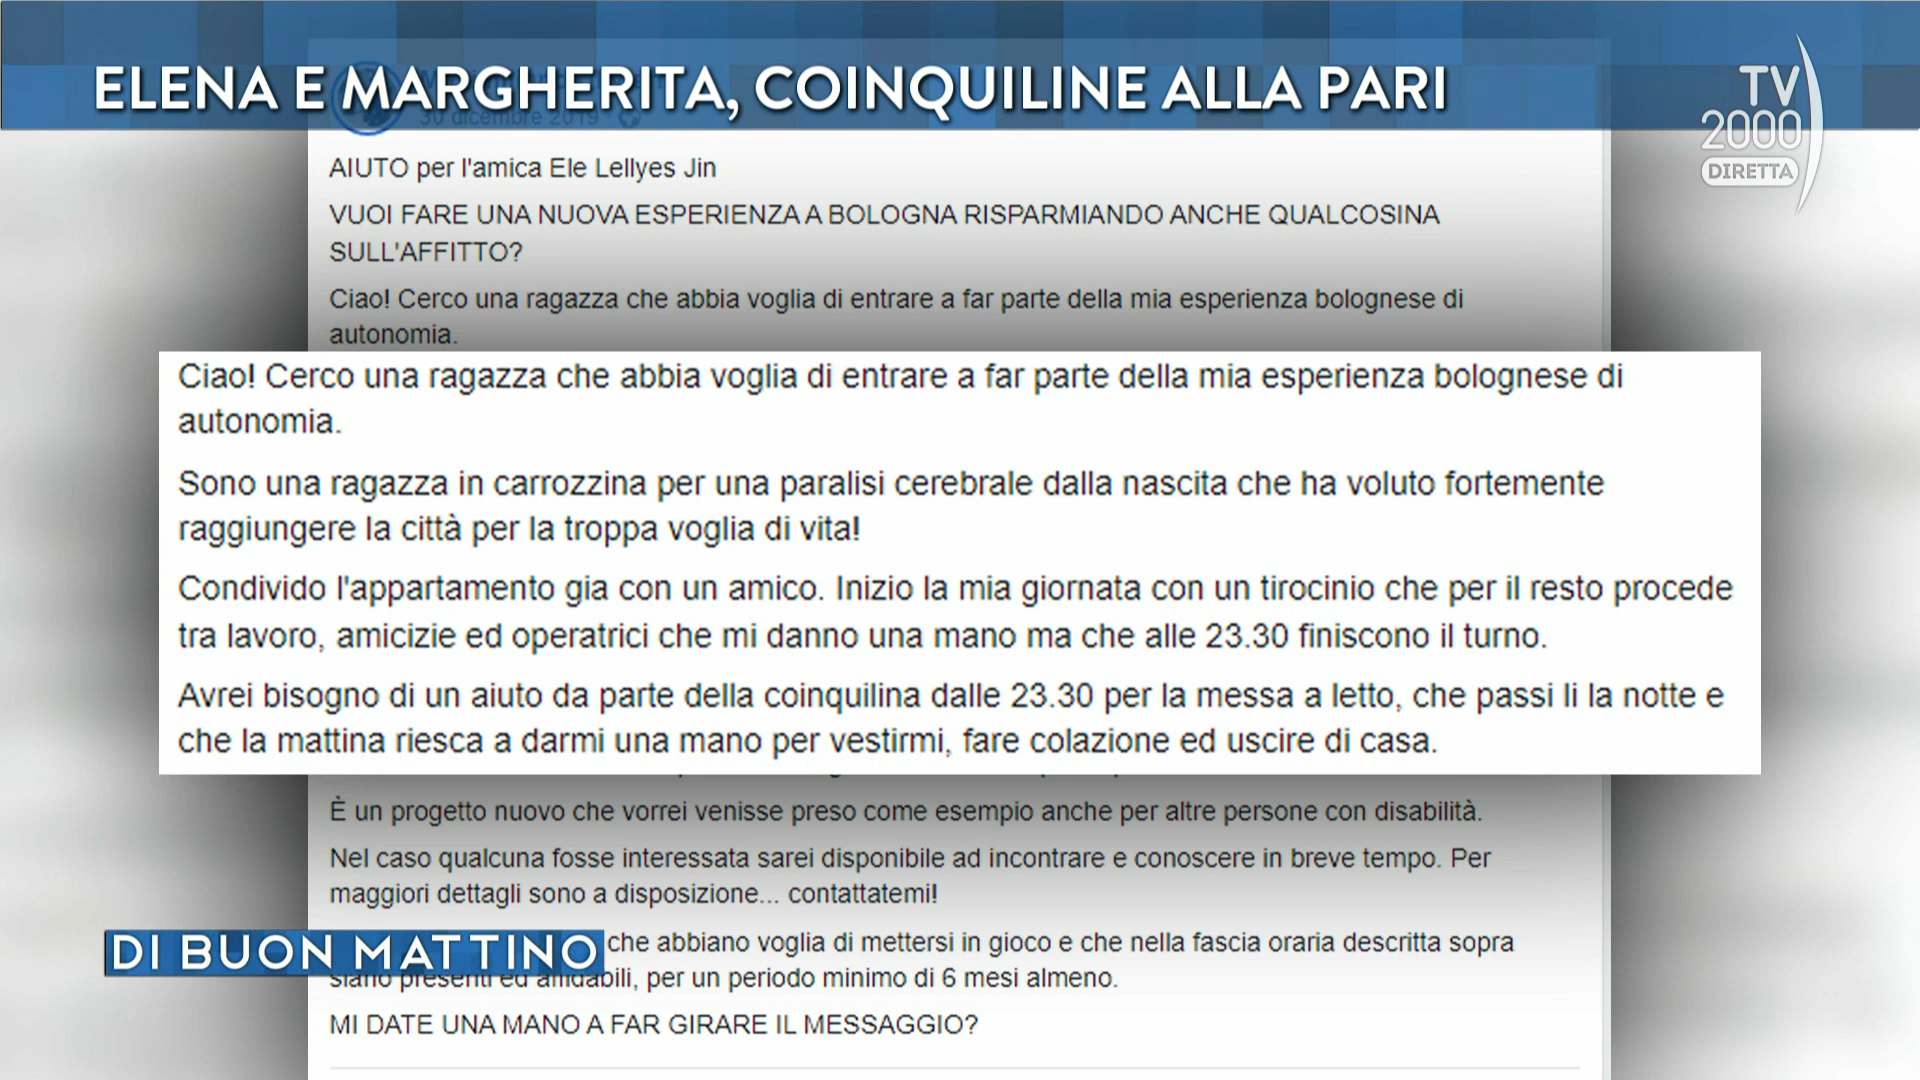 ELENA E MARGHERITA, COINQUILINE ALLA PARI
TV
2000
DIRETTA
30 dicembre 2019
AIUTO per l'amica Ele Lellyes Jin
VUOI FARE UNA NUOVA ESPERIENZA A BOLOGNA RISPARMIANDO ANCHE QUALCOSINA
SULL'AFFITTO?
Ciao! Cerco una ragazza che abbia voglia di entrare a far parte della mia esperienza bolognese di
autonomia.
Ciao! Cerco una ragazza che abbia voglia di entrare a far parte della mia esperienza bolognese di
autonomia.
Sono una ragazza in carrozzina per una paralisi cerebrale dalla nascita che ha voluto fortemente
raggiungere la città per la troppa voglia di vita!
Condivido l'appartamento gia con un amico. Inizio la mia giornata con un tirocinio che per il resto procede
tra lavoro, amicizie ed operatrici che mi danno una mano ma che alle 23.30 finiscono il turno.
Avrei bisogno di un aiuto da parte della coinquilina dalle 23.30 per la messa a letto, che passi li la notte e
che la mattina riesca a darmi una mano per vestirmi, fare colazione ed uscire di casa.
È un progetto nuovo che vorrei venisse preso come esempio anche per altre persone con disabilità.
Nel caso qualcuna fosse interessata sarei disponibile ad incontrare e conoscere in breve tempo. Per
maggiori dettagli sono a disposizione... contattatemi!
DI BUON MATTINO
che abbiano voglia di mettersi in gioco e che nella fascia oraria descritta sopra
siano presenti ed affidabili, per un periodo minimo di 6 mesi almeno.
MI DATE UNA MANO A FAR GIRARE IL MESSAGGIO?